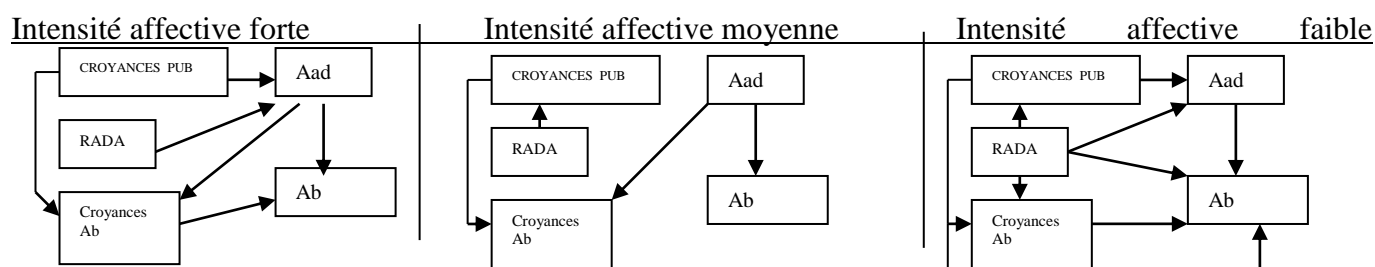 Intensité affective forte
CROYANCES PUB
Aad
RADA
Ab
Croyances
Ab
Intensité affective moyenne
CROYANCES PUB
Aad
RADA
Ab
Croyances
Ab
Intensité affective faible
CROYANCES PUB
Aad
RADA
Ab
Croyances
Ab